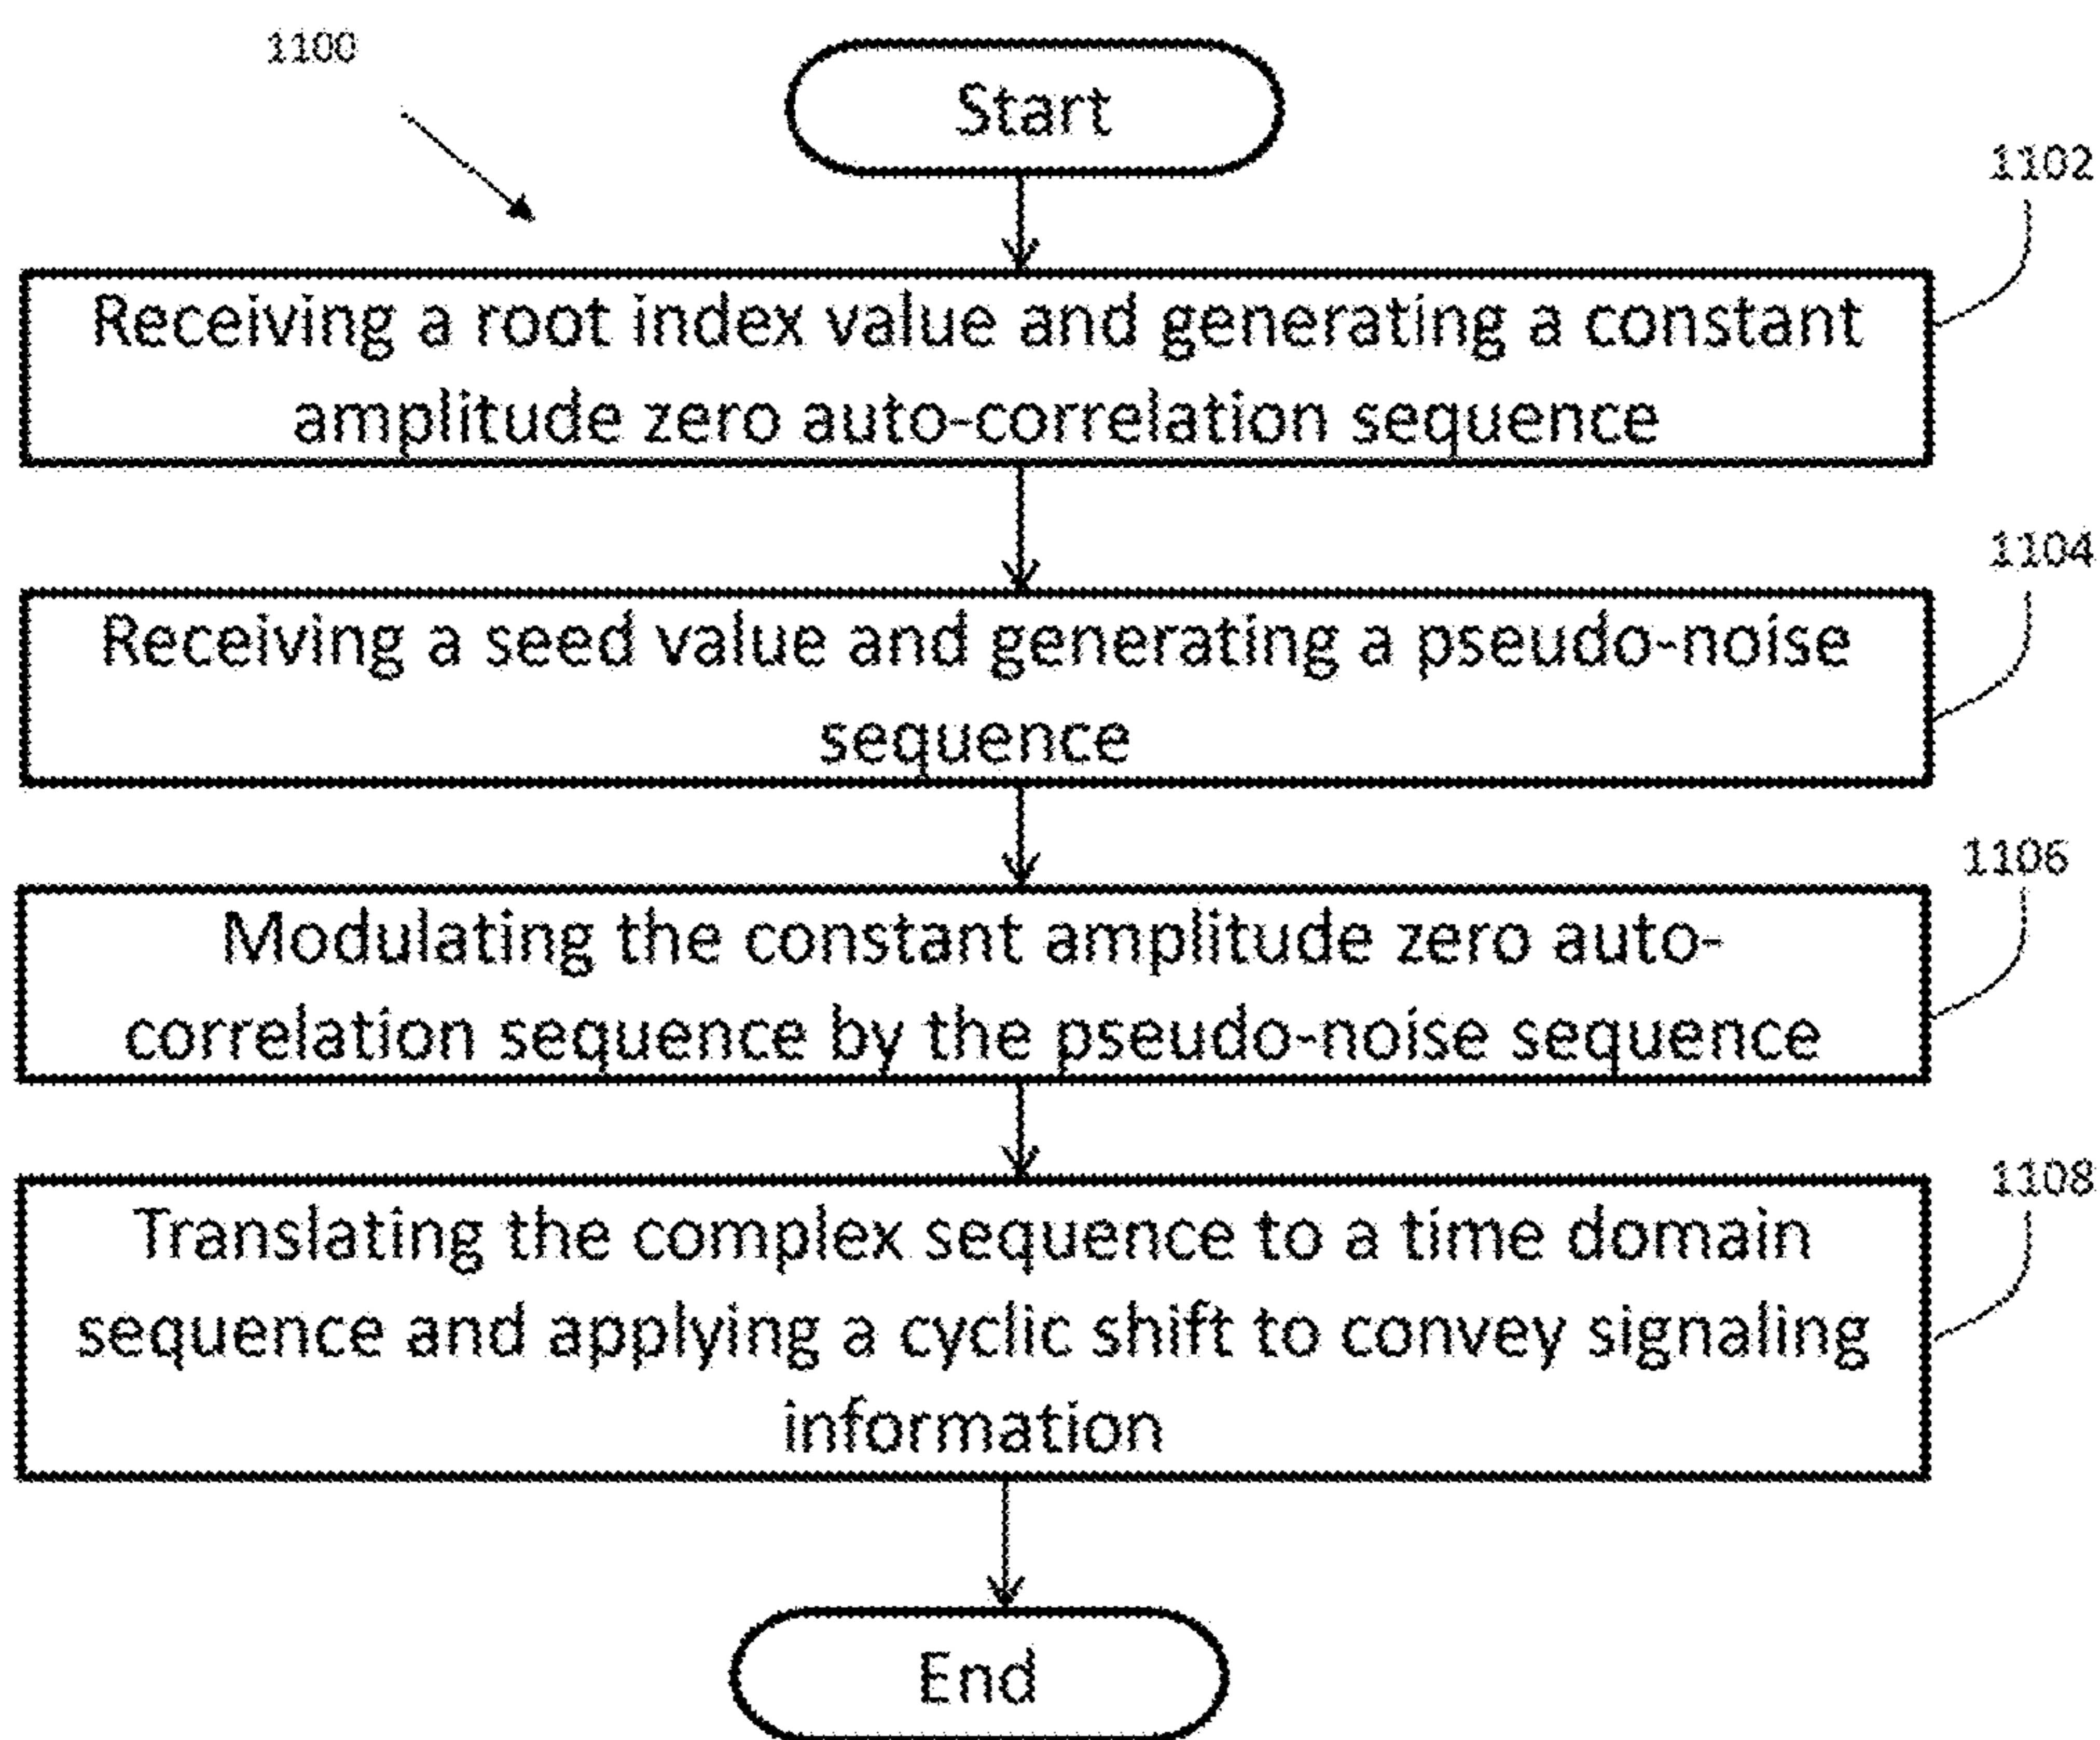 1100
Start
1102
Receiving a root index value and generating a constant
amplitude zero auto-correlation sequence
1104
Receiving a seed value and generating a pseudo-noise
sequence
1106
Modulating the constant amplitude zero auto-
correlation sequence by the pseudo-noise sequence
1108
Translating the complex sequence to a time domain
sequence and applying a cyclic shift to convey signaling
information
End